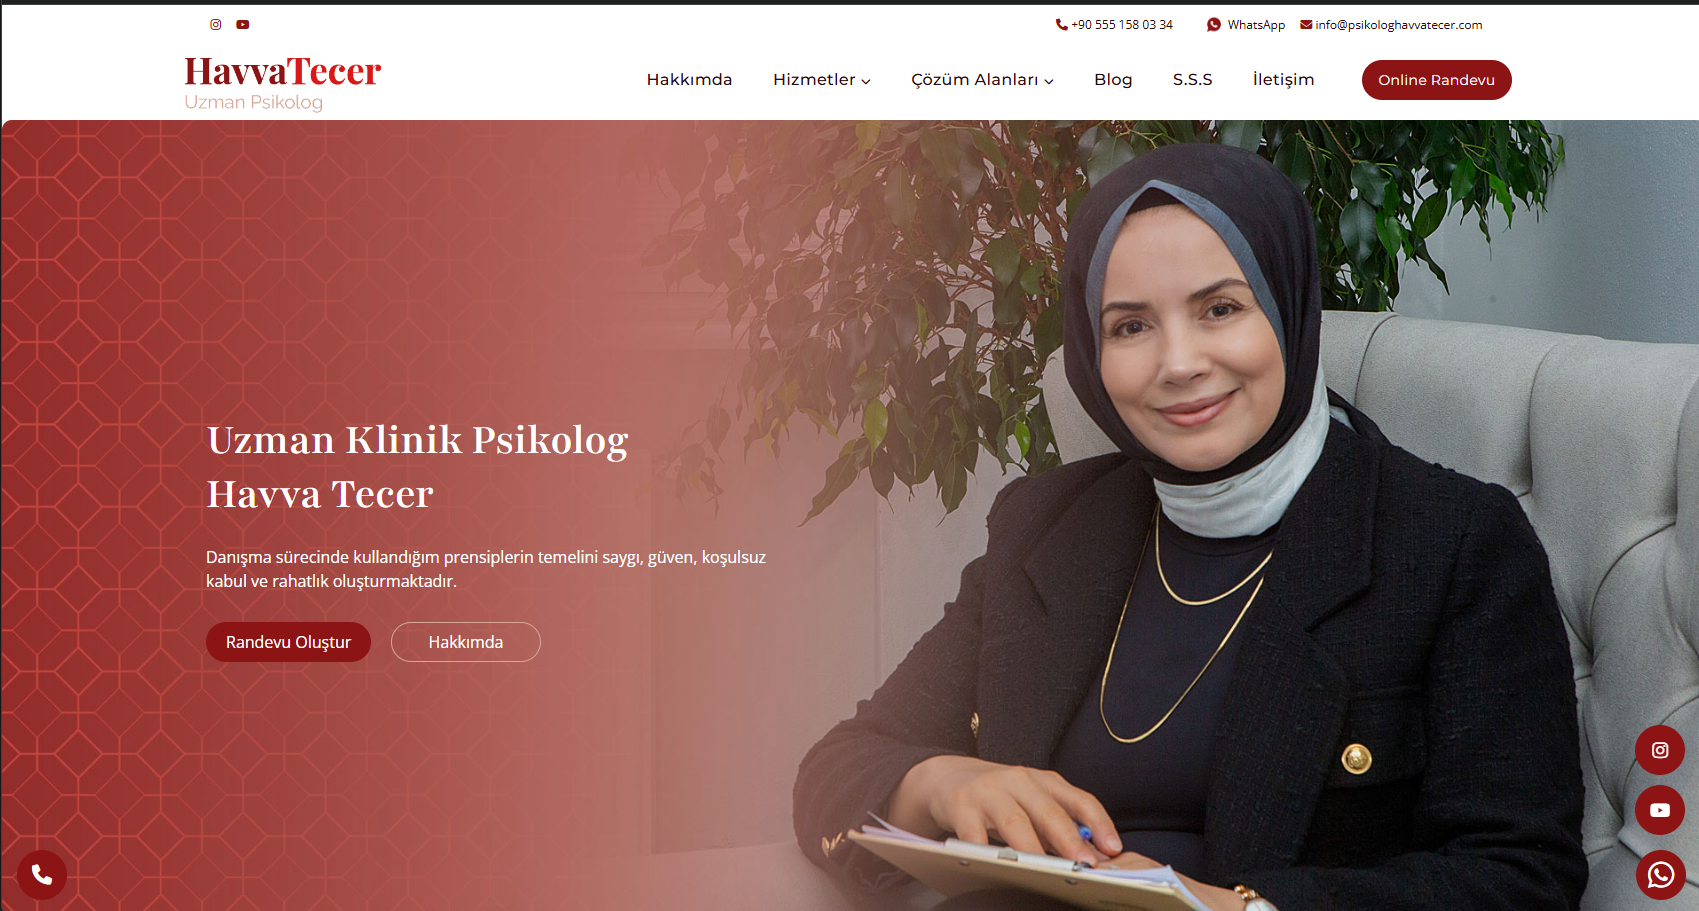 +90 555 158 03 34 WhatsApp info@psikologhavvatecer.com
HavvaTecer
Uzman Psikolog
Hakkımda Hizmetler Çözüm Alanları Blog S.S.S İletişim Online Randevu
Uzman Klinik Psikolog
Havva Tecer
Danışma sürecinde kullandığım prensiplerin temelini saygı, güven, koşulsuz
kabul ve rahatlık oluşturmaktadır.
Randevu Oluştur Hakkımda